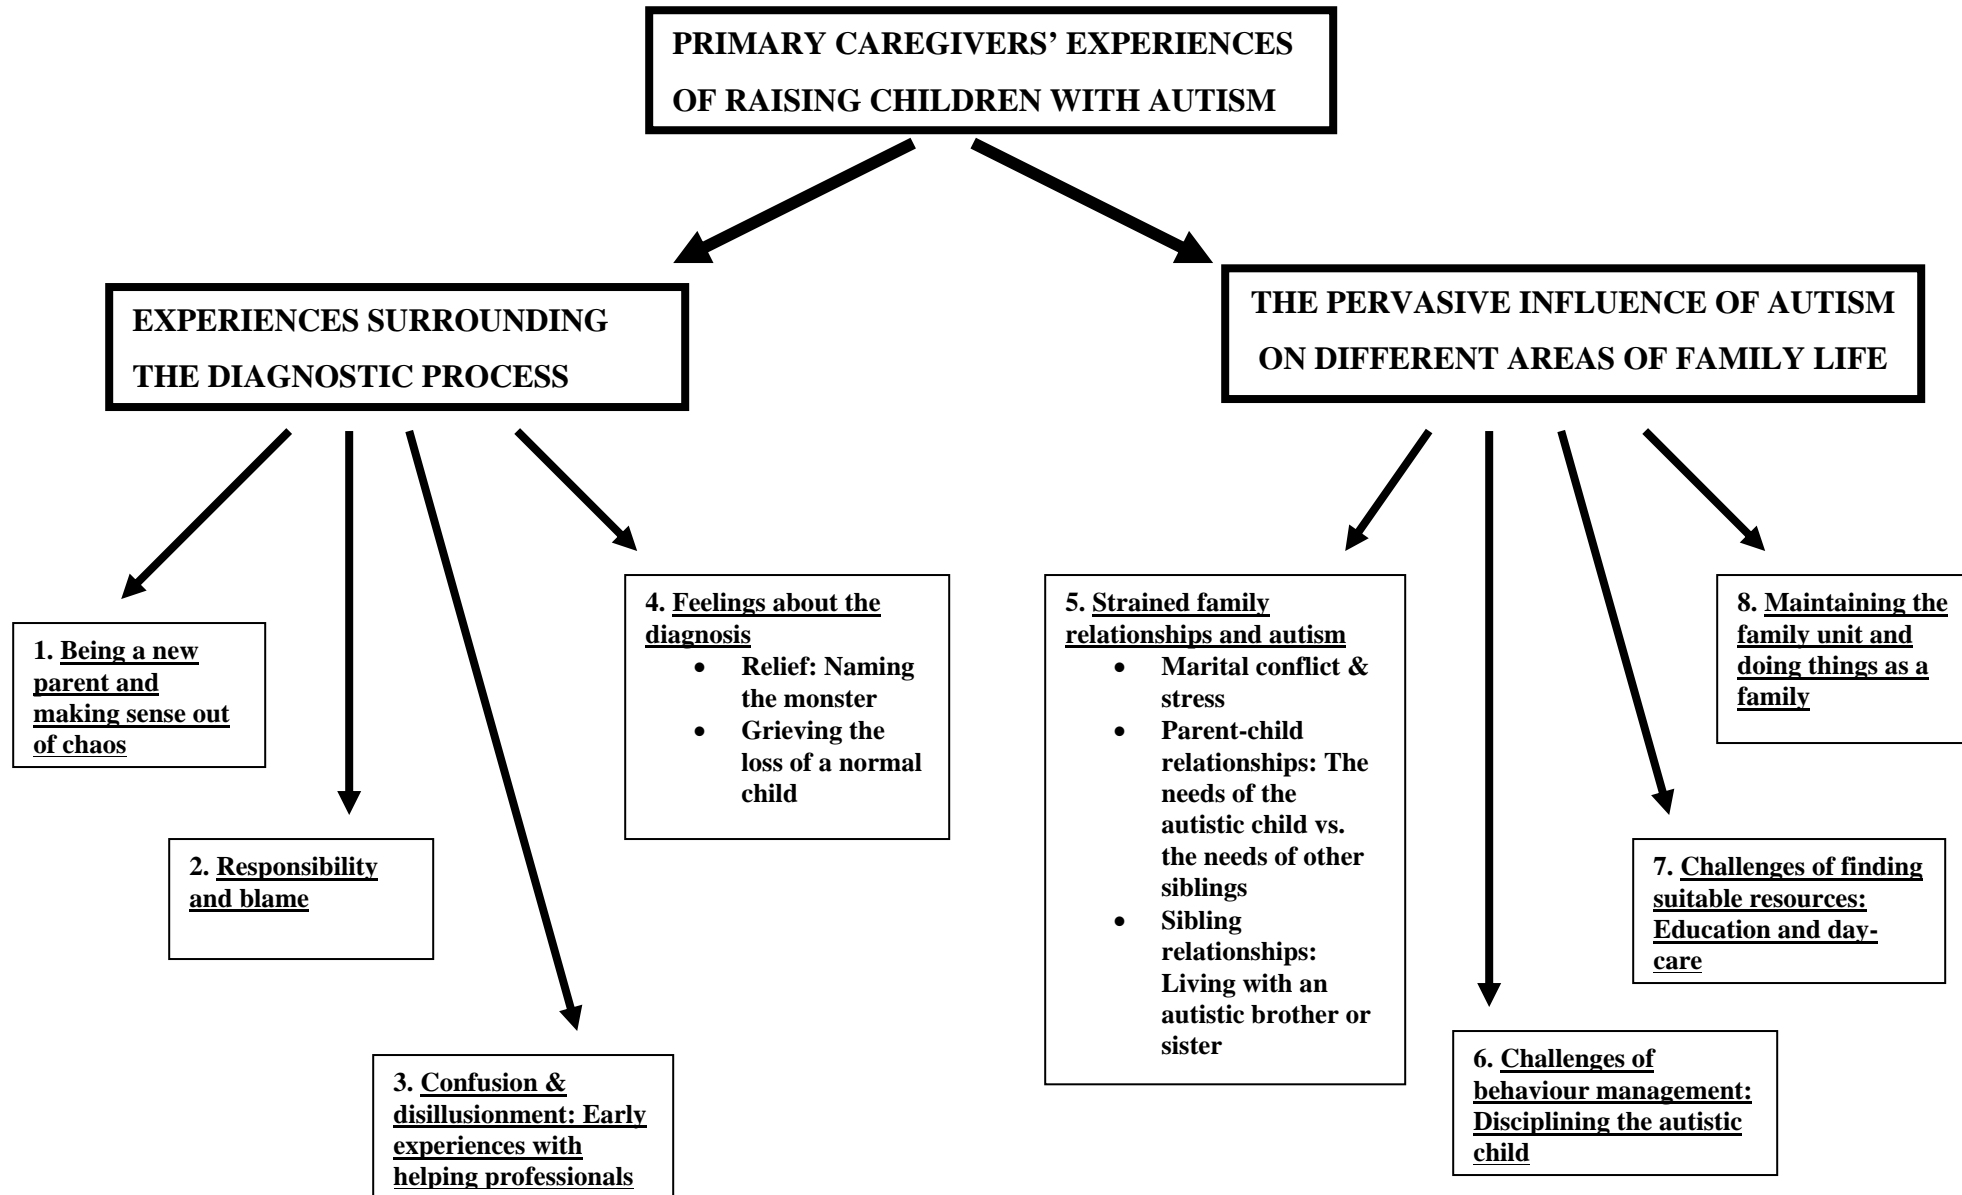 PRIMARY CAREGIVERS’ EXPERIENCES
OF RAISING CHILDREN WITH AUTISM
EXPERIENCES SURROUNDING
THE DIAGNOSTIC PROCESS
THE PERVASIVE INFLUENCE OF AUTISM
ON DIFFERENT AREAS OF FAMILY LIFE
1. Being a new
parent and
making sense out
of chaos
2. Responsibility
and blame
3. Confusion &
disillusionment: Early
experiences with
helping professionals
4. Feelings about the
diagnosis
• Relief: Naming
the monster
• Grieving the
loss of a normal
child
5. Strained family
relationships and autism
• Marital conflict &
stress
• Parent-child
relationships: The
needs of the
autistic child vs.
the needs of other
siblings
• Sibling
relationships:
Living with an
autistic brother or
sister
6. Challenges of
behaviour management:
Disciplining the autistic
child
7. Challenges of finding
suitable resources:
Education and day-
care
8. Maintaining the
family unit and
doing things as a
family